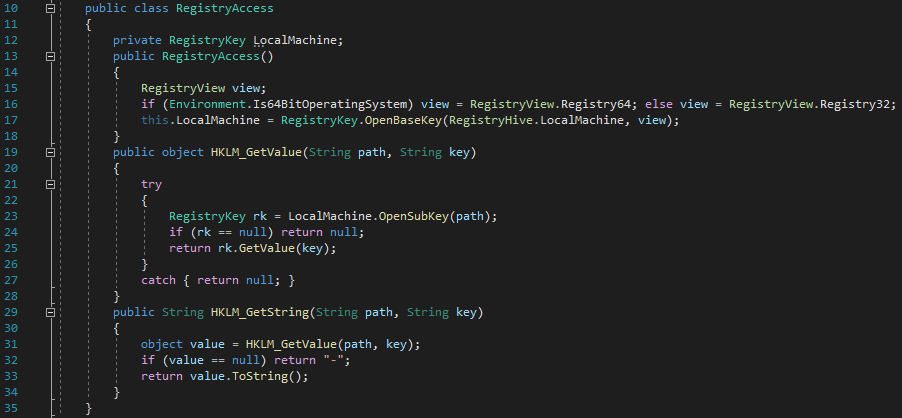 10 public class RegistryAccess
11 {
12 private RegistryKey LocalMachine;
13 public RegistryAccess()
14 {
15 RegistryView view;
16 if (Environment.Is64BitOperatingSystem) view = RegistryView.Registry64; else view = RegistryView.Registry32;
17 this.LocalMachine = RegistryKey.OpenBaseKey(RegistryHive.LocalMachine, view);
18 }
19 public object HKLM_GetValue(String path, String key)
20 {
21 try
22 {
23 RegistryKey rk = LocalMachine.OpenSubKey(path);
24 if (rk == null) return null;
25 return rk.GetValue(key);
26 }
27 catch { return null; }
28 }
29 public String HKLM_GetString(String path, String key)
30 {
31 object value = HKLM_GetValue(path, key);
32 if (value == null) return "-";
33 return value.ToString();
34 }
35 }